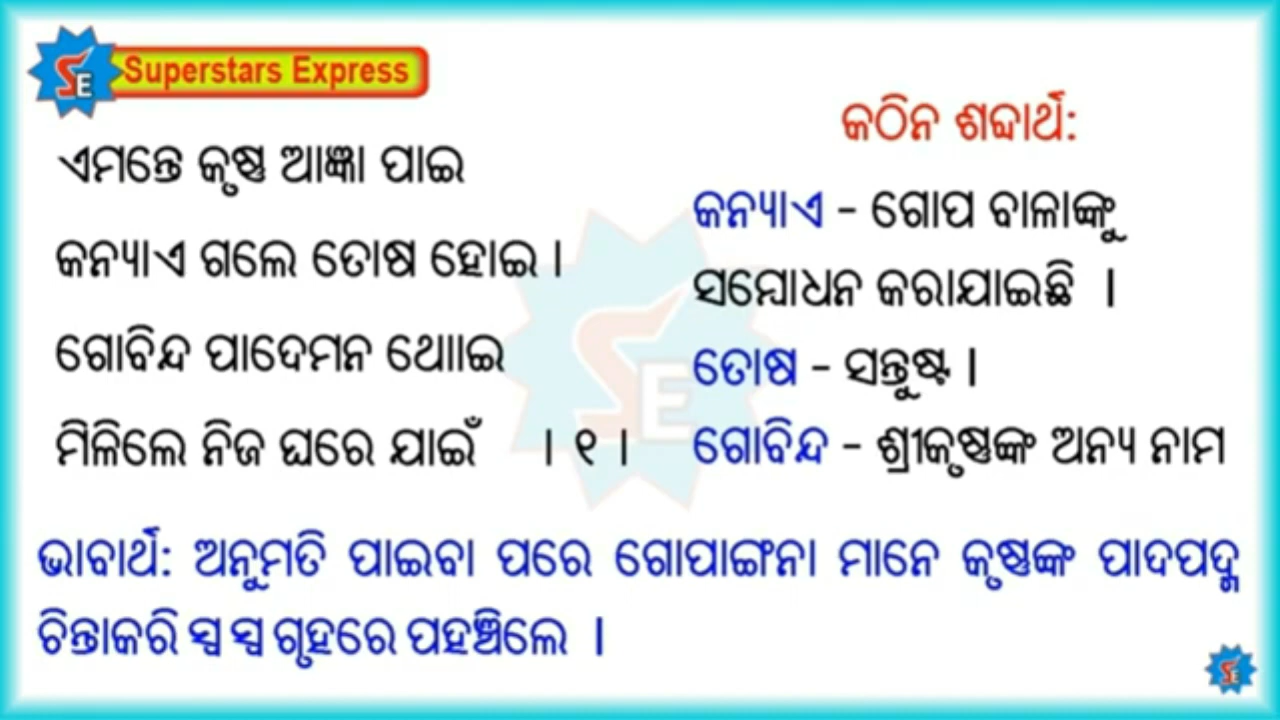 Superstars Express
ଏମନ୍ତେ କୃଷ୍ଣ ଆଜ୍ଞା ପାଇ
କନ୍ୟାଏ ଗଲେ ତୋଷ ହୋଇ ।
ଗୋବିନ୍ଦ ପାଦେମନ ଥୋାଇ
ମିଳିଲେ ନିଜ ଘରେ ଯାଇଁ । ୧ ।
କଠିନ ଶବ୍ଦାର୍ଥ:
କନ୍ୟାଏ - ଗୋପ ବାଳାଙ୍କୁ
ସମ୍ବୋଧନ କରାଯାଇଛି ।
ତୋଷ - ସନ୍ତୁଷ୍ଟ ।
ଗୋବିନ୍ଦ - ଶ୍ରୀକୃଷ୍ଣଙ୍କ ଅନ୍ୟ ନାମ
ଭାବାର୍ଥ: ଅନୁମତି ପାଇବା ପରେ ଗୋପାଙ୍ଗନା ମାନେ କୃଷ୍ଣଙ୍କ ପାଦପଦ୍ମ
ଚିନ୍ତାକରି ସ୍ୱ ସ୍ୱ ଗୃହରେ ପହଞ୍ଚିଲେ ।